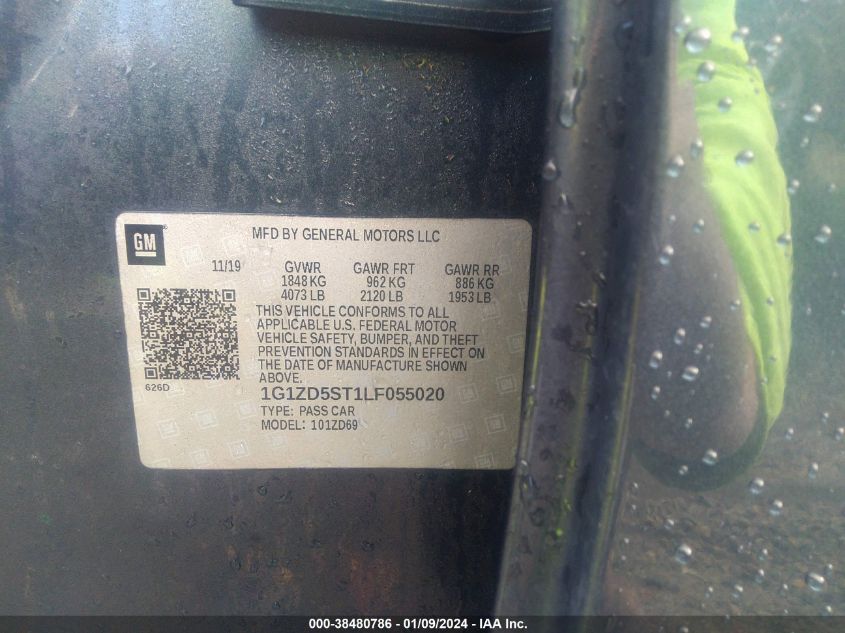 GM
®
MFD BY GENERAL MOTORS LLC
11/19 GVWR GAWR FRT GAWR RR
1848 KG 962 KG 886 KG
4073 LB 2120 LB 1953 LB
THIS VEHICLE CONFORMS TO ALL
APPLICABLE U.S. FEDERAL MOTOR
VEHICLE SAFETY, BUMPER, AND THEFT
PREVENTION STANDARDS IN EFFECT ON
THE DATE OF MANUFACTURE SHOWN
ABOVE.
626D
1G1ZD5ST1LF055020
TYPE: PASS CAR
MODEL: 101ZD69
000-38480786 - 01/09/2024 - IAA Inc.